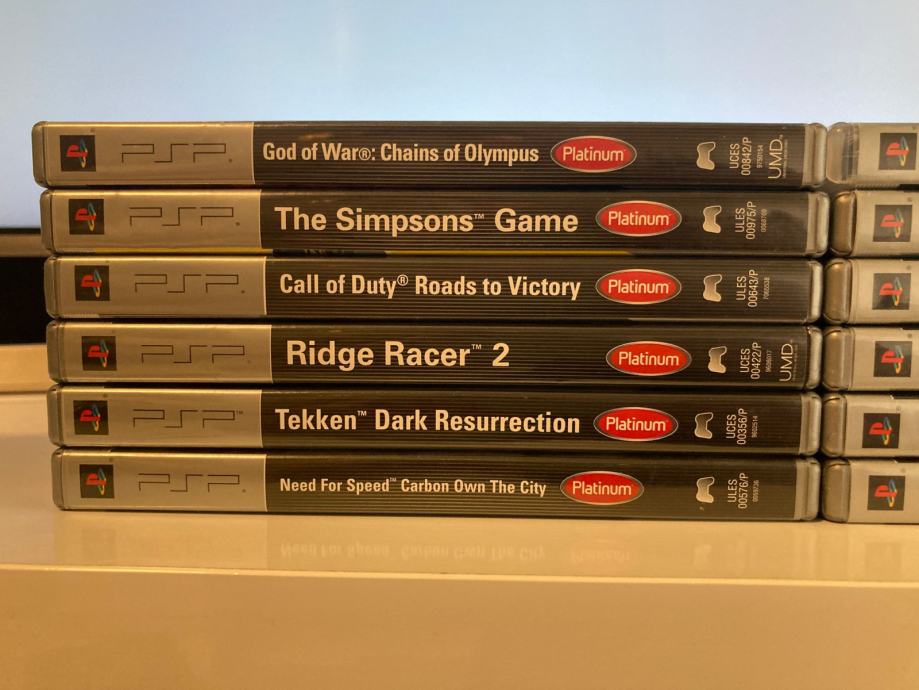 PSP God of War®: Chains of Olympus Platinum UCES 00842/P UMD
PSP The Simpsons™ Game Platinum ULES 00975/P
PSP Call of Duty® Roads to Victory Platinum ULES 00643/P
PSP Ridge Racer™ 2 Platinum UCES 00422/P UMD
PSP™ Tekken™ Dark Resurrection Platinum UCES 00356/P
PSP Need For Speed™ Carbon Own The City Platinum ULES 00576/P